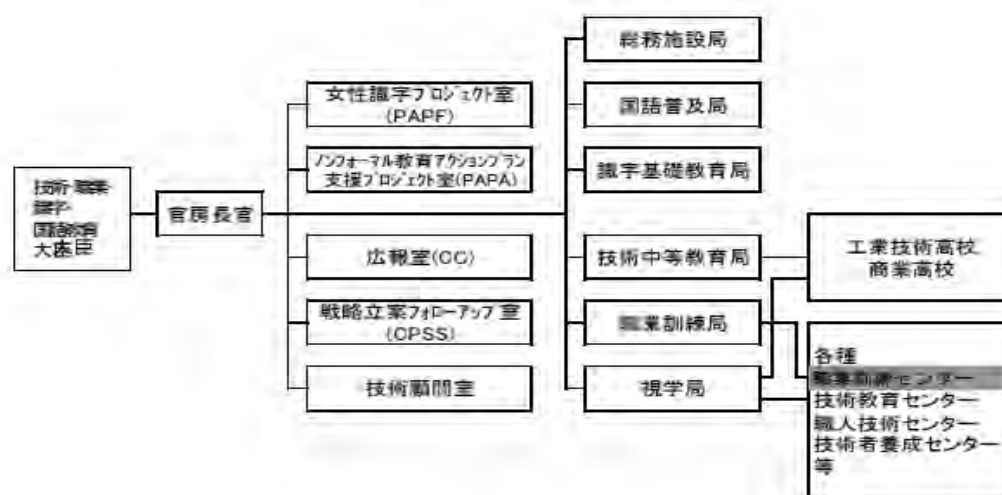 技術・職業・
識字・
国語教育
大臣
官房長官
女性識字プロジェクト室
(PAPF)
ノンフォーマル教育アクションプラン
支援プロジェクト室(PAPA)
広報室(CC)
戦略立案フォローアップ室
(CPSS)
技術顧問室
総務施設局
国語普及局
識字基礎教育局
技術中等教育局
職業訓練局
視学局
工業技術高校
商業高校
各種
職業訓練センター
技術教育センター
職人技術センター
技術者養成センター
等